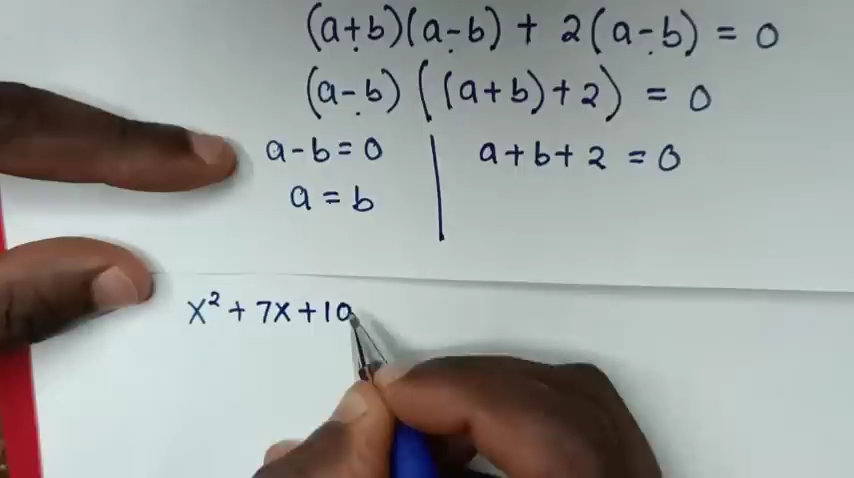 (a+b)(a-b) + 2(a-b) = 0
(a-b)((a+b)+2) = 0
a-b=0 | a+b+2=0
a=b
x²+7x+10